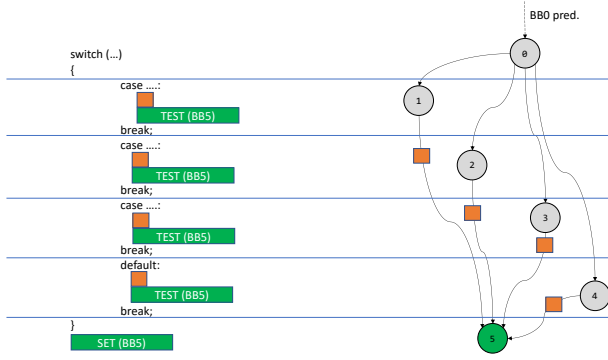 BB0 pred.
switch (...)
{
case ....:
TEST (BB5)
break;
case ....:
TEST (BB5)
break;
case ....:
TEST (BB5)
break;
default:
TEST (BB5)
break;
}
SET (BB5)
0
1
2
3
4
5